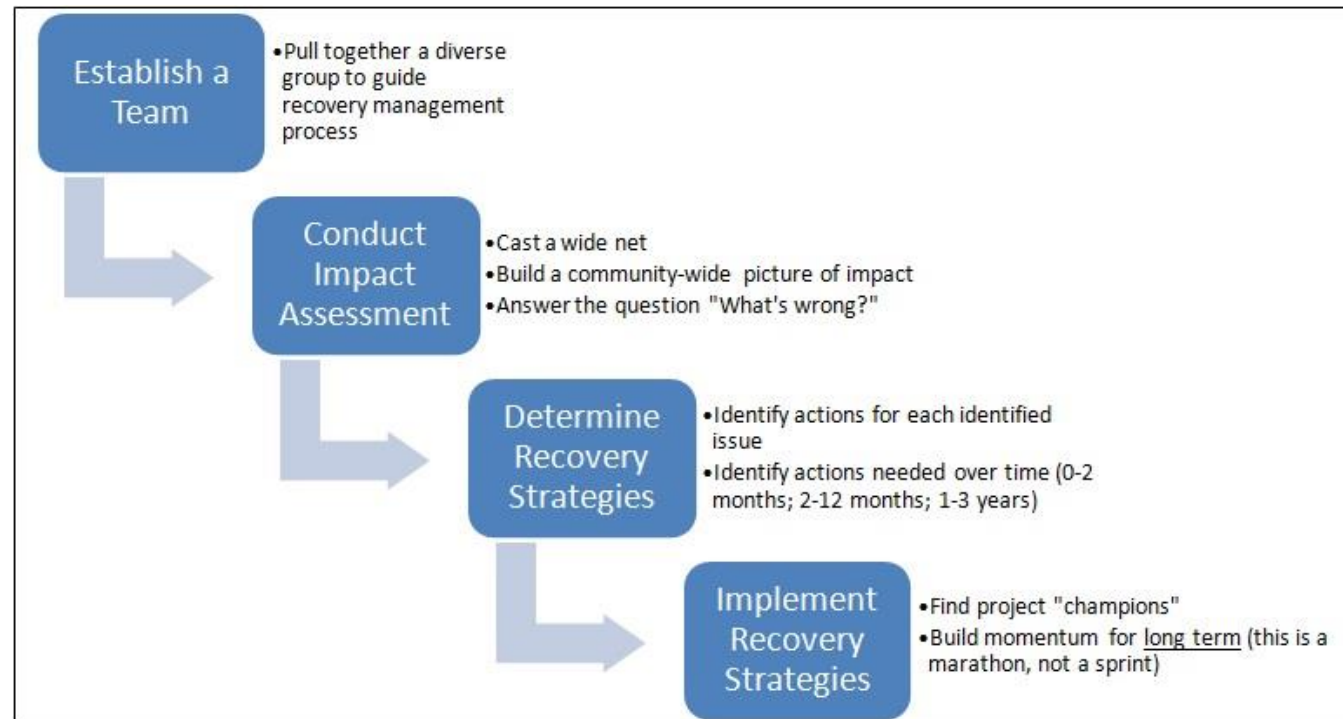 Establish a
Team
•Pull together a diverse
group to guide
recovery management
process
Conduct
Impact
Assessment
•Cast a wide net
•Build a community-wide picture of impact
•Answer the question "What's wrong?"
Determine
Recovery
Strategies
•Identify actions for each identified
issue
•Identify actions needed over time (0-2
months; 2-12 months; 1-3 years)
Implement
Recovery
Strategies
•Find project "champions"
•Build momentum for long term (this is a
marathon, not a sprint)